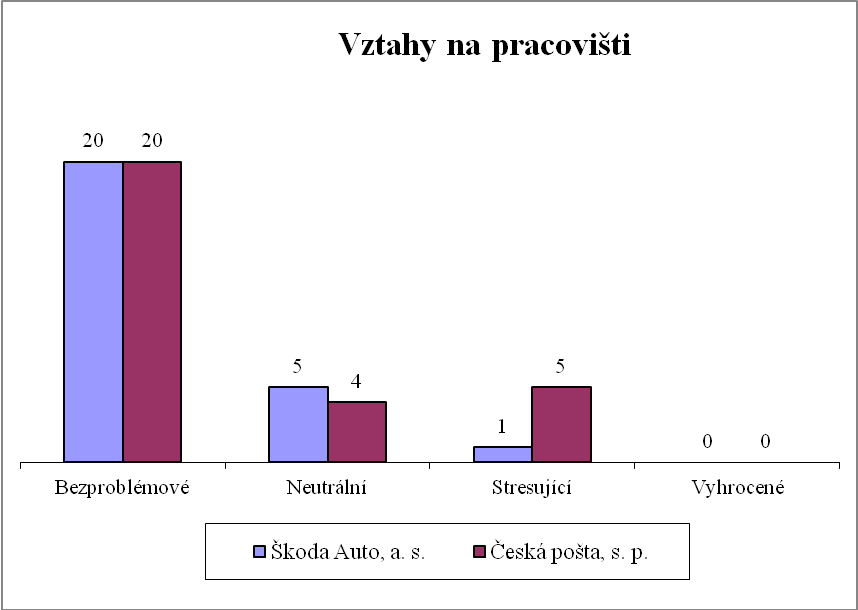 Vztahy na pracovišti
20 20
5 4
1 5
0 0
Bezproblémové Neutrální Stresující Vyhrocené
Škoda Auto, a. s. Česká pošta, s. p.